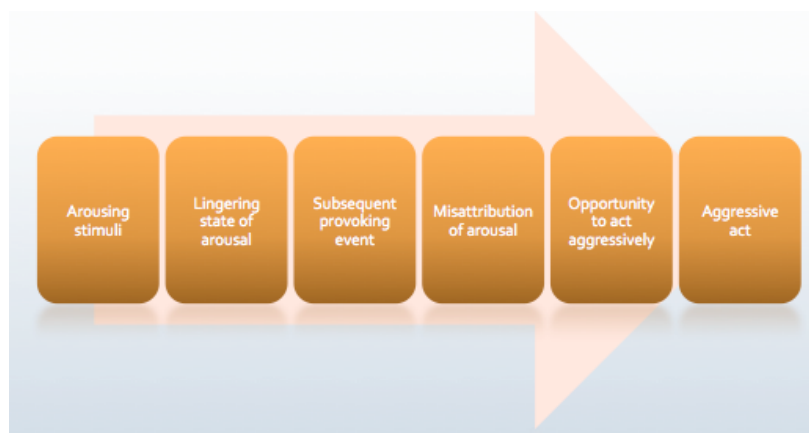 Arousing
stimuli
Lingering
state of
arousal
Subsequent
provoking
event
Misattribution
of arousal
Opportunity
to act
aggressively
Aggressive
act